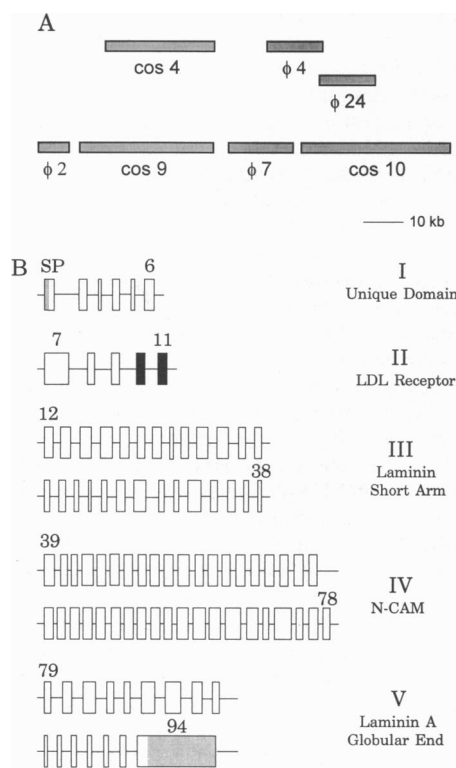 A
cos 4
ϕ 4
ϕ 24
ϕ 2
cos 9
ϕ 7
cos 10
10 kb
B
SP
6
I
Unique Domain
7
11
II
LDL Receptor
12
38
III
Laminin
Short Arm
39
78
IV
N-CAM
79
94
V
Laminin A
Globular End